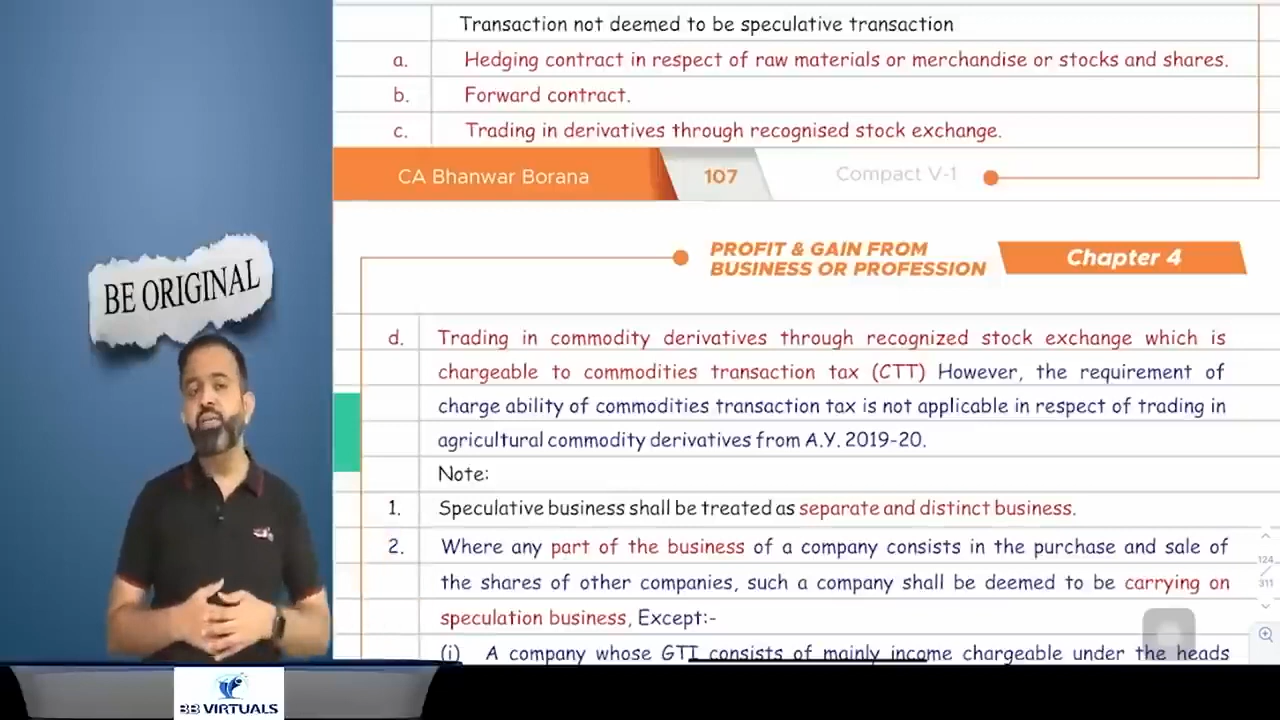 Transaction not deemed to be speculative transaction
a. Hedging contract in respect of raw materials or merchandise or stocks and shares.
b. Forward contract.
c. Trading in derivatives through recognised stock exchange.
CA Bhanwar Borana 107 Compact V-1
PROFIT & GAIN FROM
BUSINESS OR PROFESSION
Chapter 4
d. Trading in commodity derivatives through recognized stock exchange which is
chargeable to commodities transaction tax (CTT) However, the requirement of
charge ability of commodities transaction tax is not applicable in respect of trading in
agricultural commodity derivatives from A.Y. 2019-20.
Note:
1. Speculative business shall be treated as separate and distinct business.
2. Where any part of the business of a company consists in the purchase and sale of
the shares of other companies, such a company shall be deemed to be carrying on
speculation business, Except:-
(i) A company whose GTI consists of mainly income chargeable under the heads
124
311
BE ORIGINAL
BB VIRTUALS